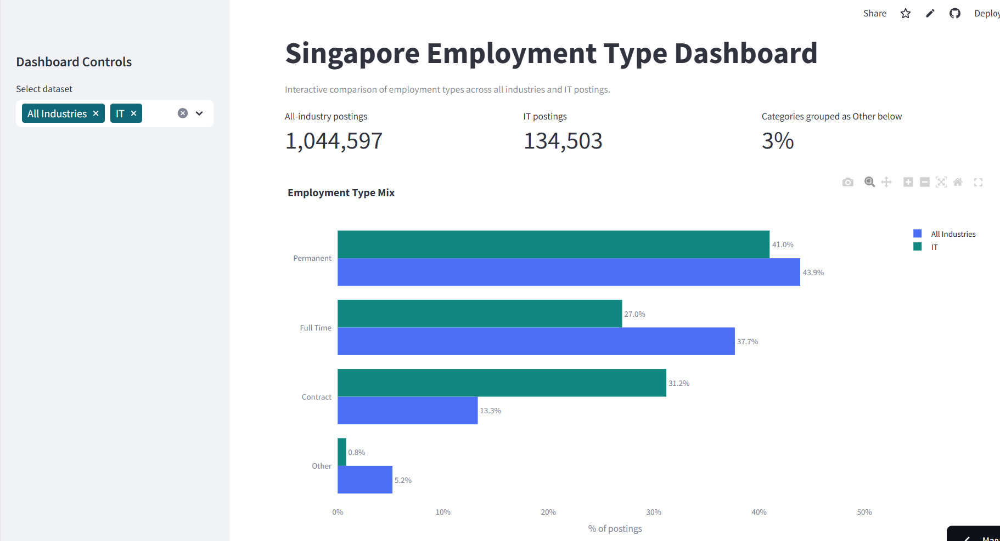 Share
Deploy
Dashboard Controls
Select dataset
All Industries
IT
Singapore Employment Type Dashboard
Interactive comparison of employment types across all industries and IT postings.
All-industry postings
1,044,597
IT postings
134,503
Categories grouped as Other below
3%
Employment Type Mix
All Industries
IT
Permanent
41.0%
43.9%
Full Time
27.0%
37.7%
Contract
31.2%
13.3%
Other
0.8%
5.2%
0% 10% 20% 30% 40% 50%
% of postings